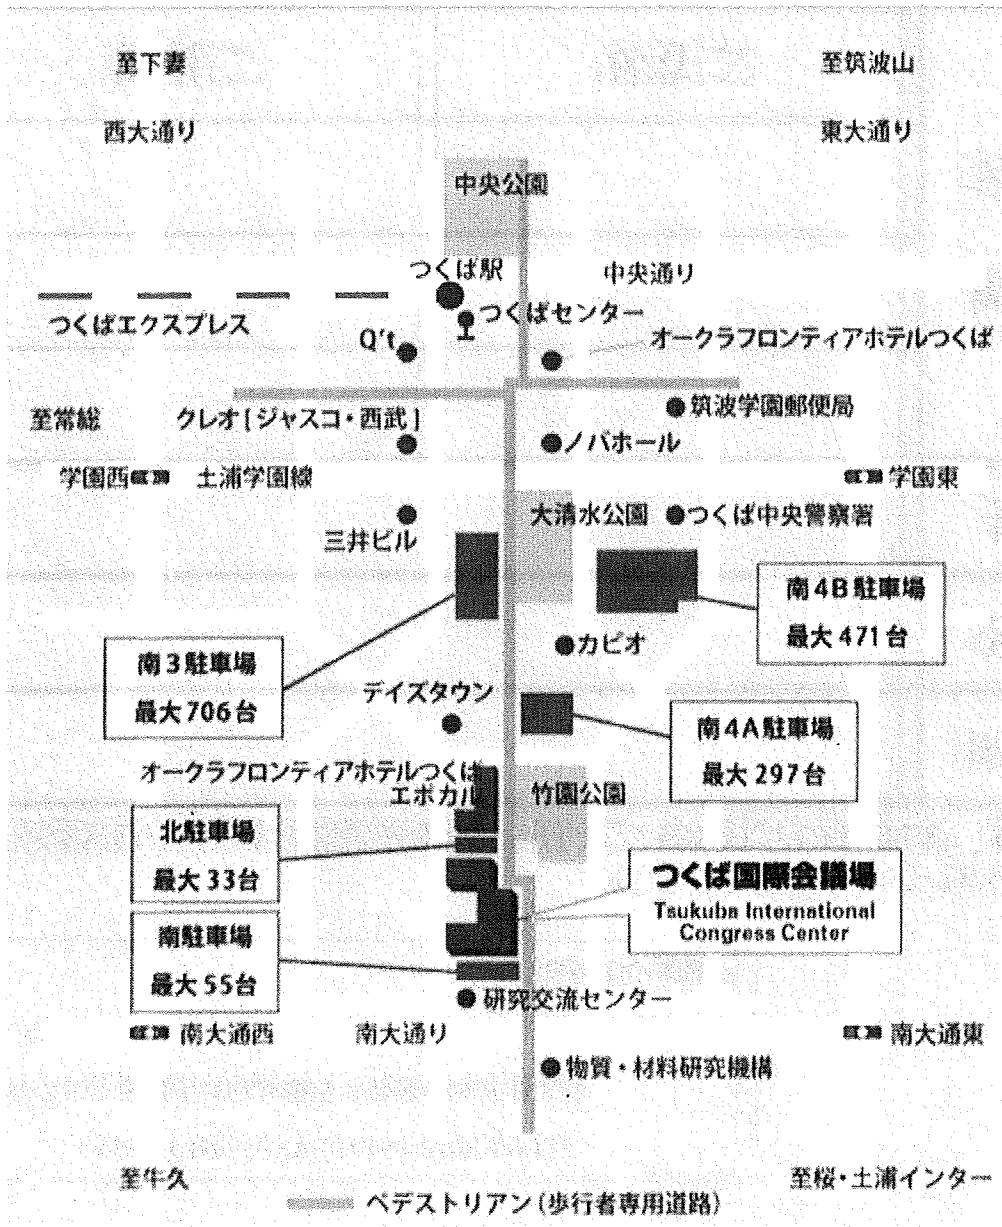 至下妻
至筑波山
西大通り
東大通り
中央公園
つくば駅
中央通り
つくばセンター
つくばエクスプレス
Q't
オークラフロンティアホテルつくば
筑波学園郵便局
至常総
クレオ[ジャスコ・西武]
ノバホール
学園西
土浦学園線
学園東
大清水公園
つくば中央警察署
三井ビル
南4B駐車場
最大471台
カピオ
南3駐車場
最大706台
デイズタウン
南4A駐車場
最大297台
オークラフロンティアホテルつくば
エポカル
竹園公園
北駐車場
最大33台
つくば国際会議場
Tsukuba International
Congress Center
南駐車場
最大55台
研究交流センター
南大通西
南大通り
南大通東
物質・材料研究機構
至牛久
至桜・土浦インター
ペデストリアン(歩行者専用道路)